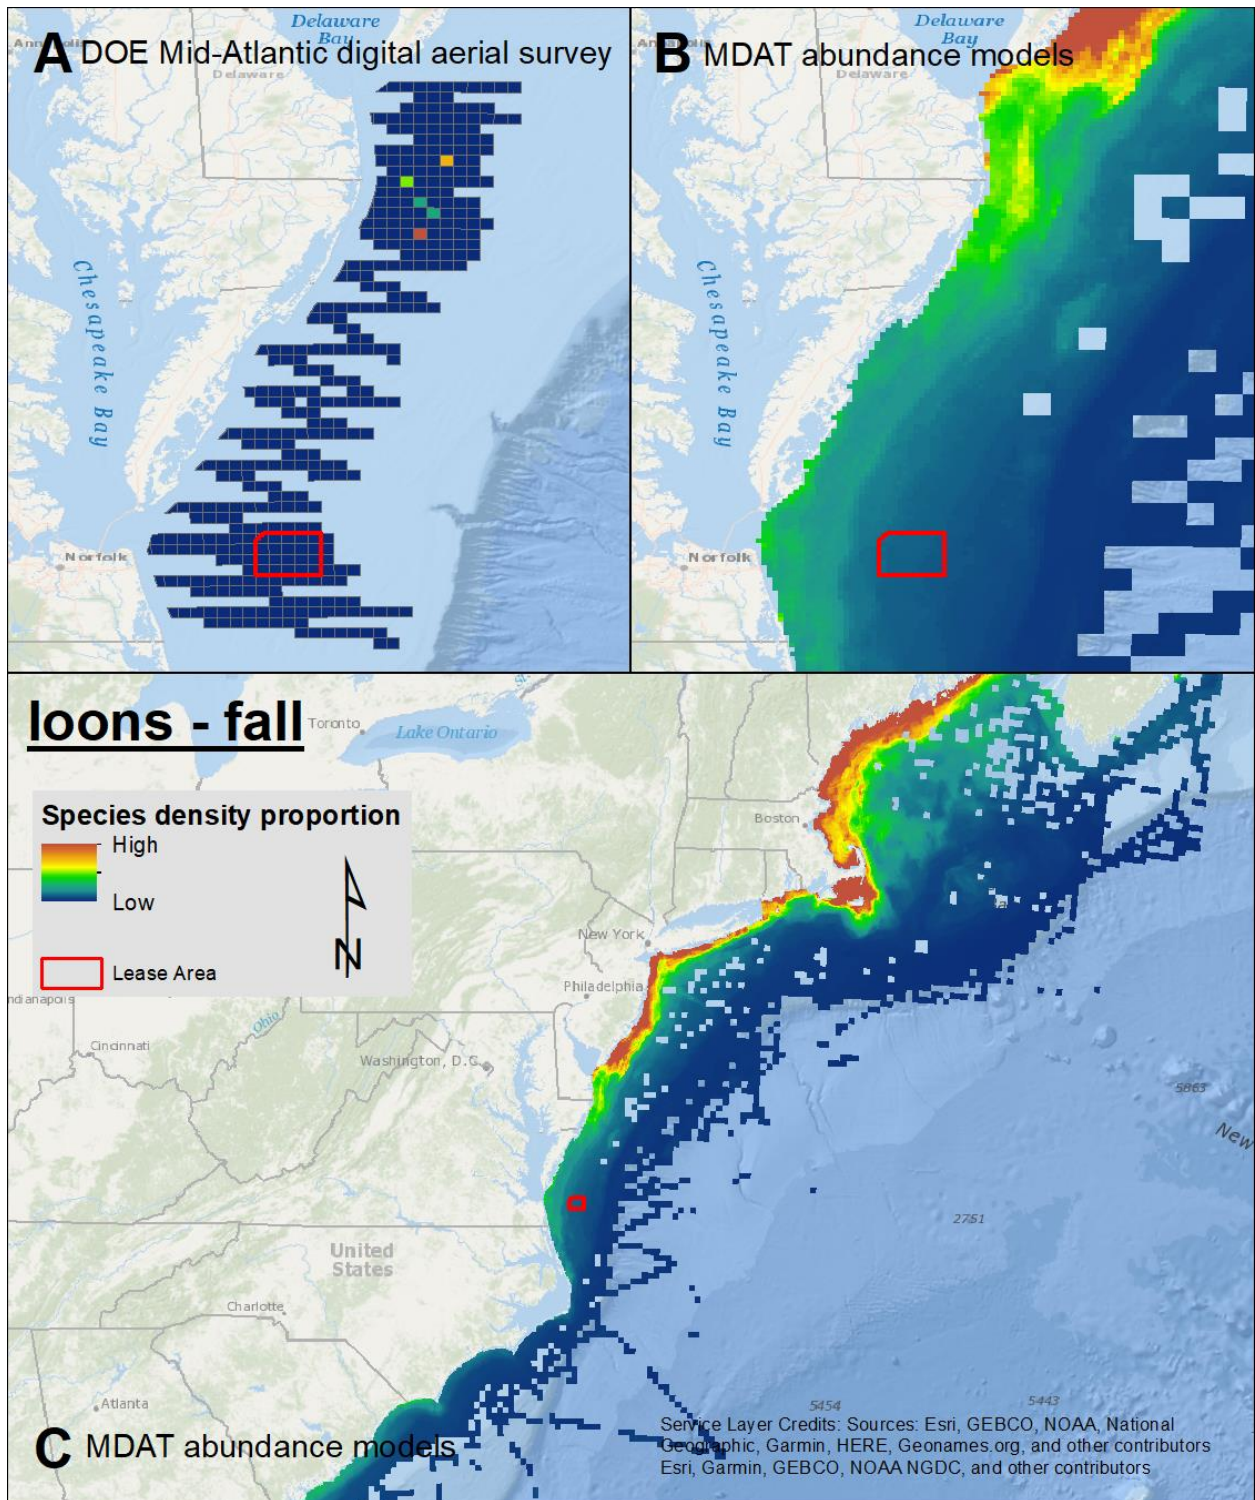 Delaware
Bay
A DOE Mid-Atlantic digital aerial survey
Delaware
Chesapeake Bay
Norfolk
Delaware
Bay
B MDAT abundance models
Delaware
Chesapeake Bay
Norfolk
loons - fall
Toronto
Lake Ontario
Species density proportion
High
Low
N
Lease Area
Boston
New York
Philadelphia
ndianapolis
Ohio
Cincinnati
Washington, D.C.
5863
New
2751
United
States
Charlotte
Atlanta
5454
5443
C MDAT abundance models
Service Layer Credits: Sources: Esri, GEBCO, NOAA, National
Geographic, Garmin, HERE, Geonames.org, and other contributors
Esri, Garmin, GEBCO, NOAA NGDC, and other contributors